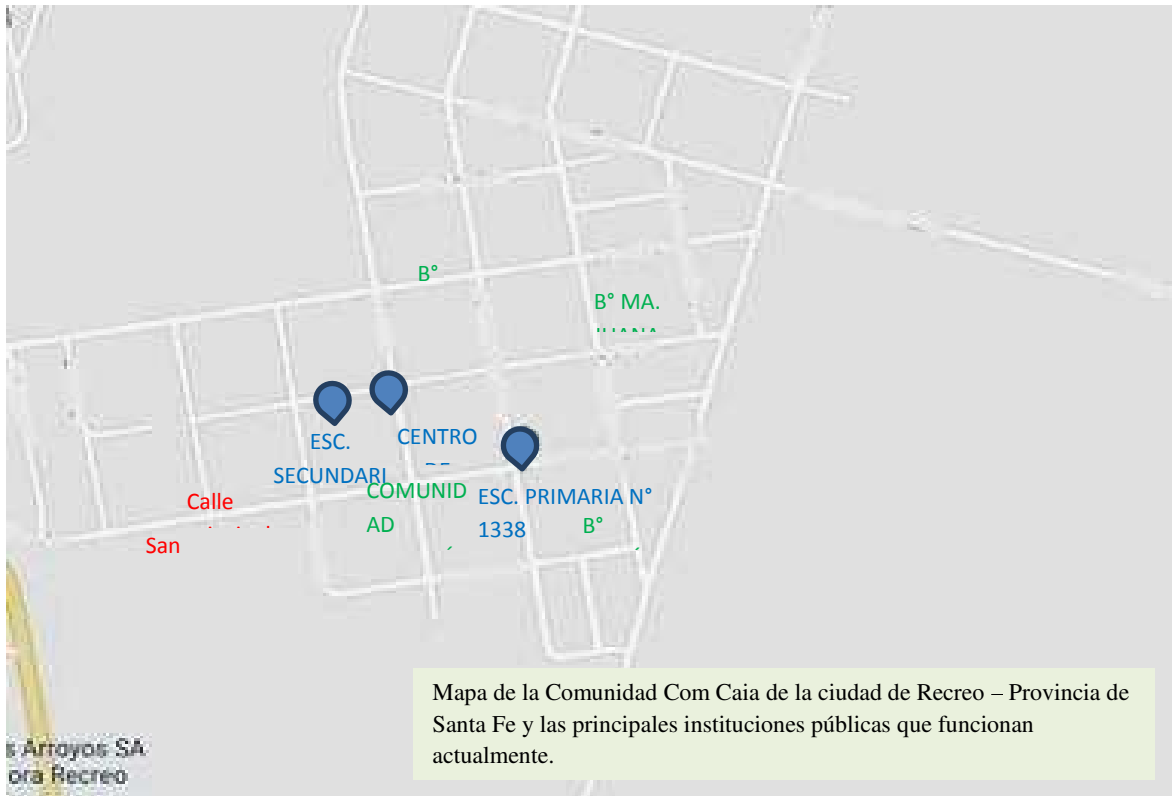 B°
B° MA.
ESC.
SECUNDARI
CENTRO
DE
COMUNID
AD
ESC. PRIMARIA N°
1338
B°
Calle
San
Mapa de la Comunidad Com Caia de la ciudad de Recreo – Provincia de
Santa Fe y las principales instituciones públicas que funcionan
actualmente.
s Arroyos SA
ora Recreo